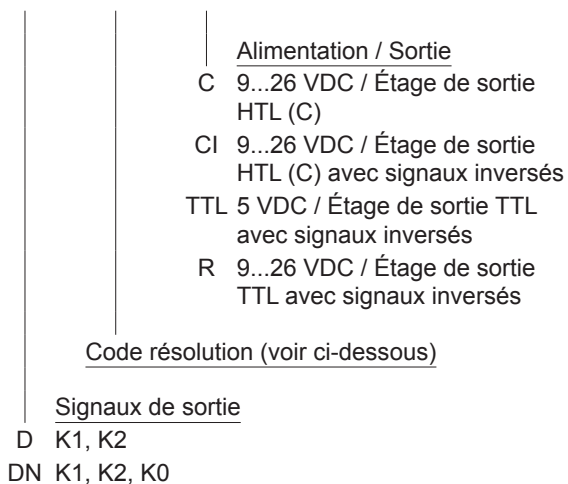 Alimentation / Sortie
C 9...26 VDC / Étage de sortie
HTL (C)
CI 9...26 VDC / Étage de sortie
HTL (C) avec signaux inversés
TTL 5 VDC / Étage de sortie TTL
avec signaux inversés
R 9...26 VDC / Étage de sortie
TTL avec signaux inversés
Code résolution (voir ci-dessous)
Signaux de sortie
D K1, K2
DN K1, K2, K0